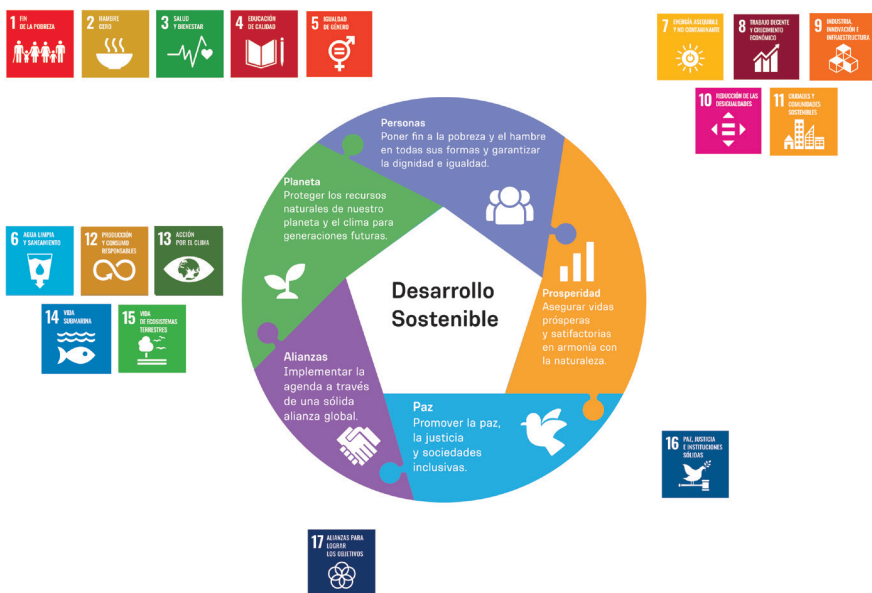 1 FIN
DE LA POBREZA
2 HAMBRE
CERO
3 SALUD
Y BIENESTAR
4 EDUCACIÓN
DE CALIDAD
5 IGUALDAD
DE GÉNERO
7 ENERGÍA ASEQUIBLE
Y NO CONTAMINANTE
8 TRABAJO DECENTE
Y CRECIMIENTO
ECONÓMICO
9 INDUSTRIA,
INNOVACIÓN E
INFRAESTRUCTURA
10 REDUCCIÓN DE LAS
DESIGUALDADES
11 CIUDADES Y
COMUNIDADES
SOSTENIBLES
Personas
Poner fin a la pobreza y el hambre
en todas sus formas y garantizar
la dignidad e igualdad.
Planeta
Proteger los recursos
naturales de nuestro
planeta y el clima para
generaciones futuras.
6 AGUA LIMPIA
Y SANEAMIENTO
12 PRODUCCIÓN
Y CONSUMO
RESPONSABLES
13 ACCIÓN
POR EL CLIMA
14 VIDA
SUBMARINA
15 VIDA
DE ECOSISTEMAS
TERRESTRES
Desarrollo
Sostenible
Prosperidad
Asegurar vidas
prósperas
y satifactorias
en armonía con
la naturaleza.
Alianzas
Implementar la
agenda a través
de una sólida
alianza global.
Paz
Promover la paz,
la justicia
y sociedades
inclusivas.
16 PAZ, JUSTICIA
E INSTITUCIONES
SÓLIDAS
17 ALIANZAS PARA
LOGRAR
LOS OBJETIVOS